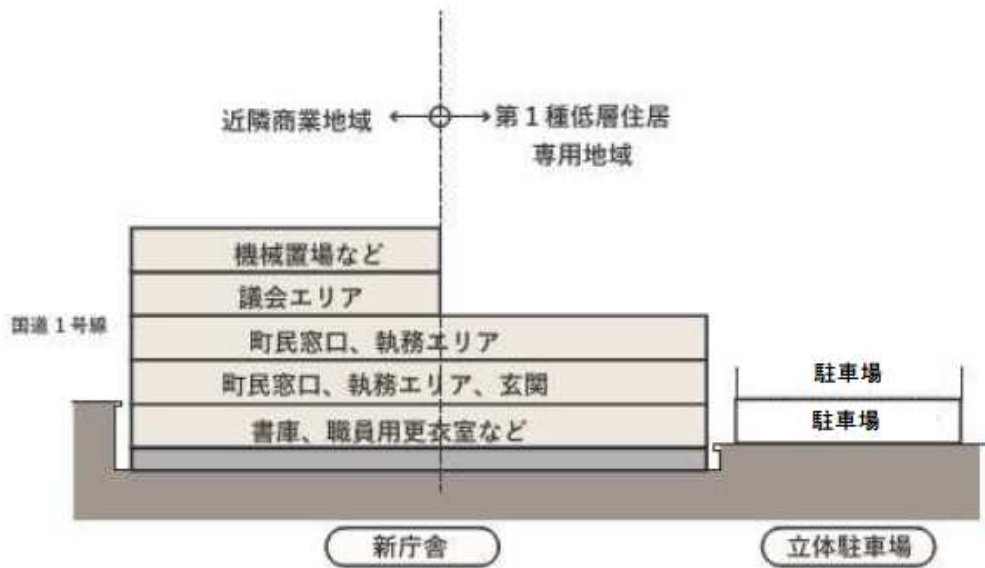 近隣商業地域
第1種低層住居
専用地域
機械置場など
議会エリア
国道1号線
町民窓口、執務エリア
町民窓口、執務エリア、玄関
書庫、職員用更衣室など
駐車場
駐車場
新庁舎
立体駐車場